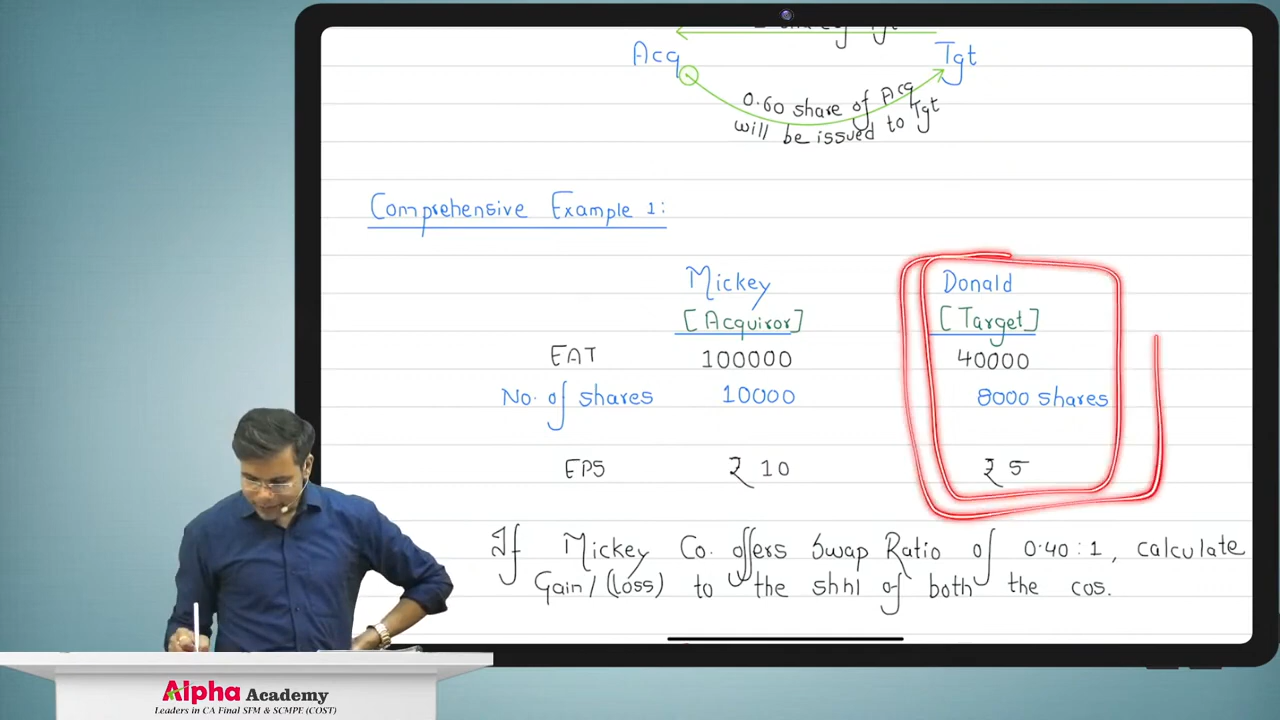 Acq Tgt
0.60 share of Acq
will be issued to Tgt
Comprehensive Example 1:
Mickey Donald
[Acquiror] [Target]
EAT 100000 40000
No. of shares 10000 8000 shares
EPS ₹ 10 ₹ 5
If Mickey Co. offers Swap Ratio of 0.40 : 1, calculate
Gain/(loss) to the shhl of both the cos.
Alpha Academy
Leaders in CA Final SFM & SCMPE (COST)